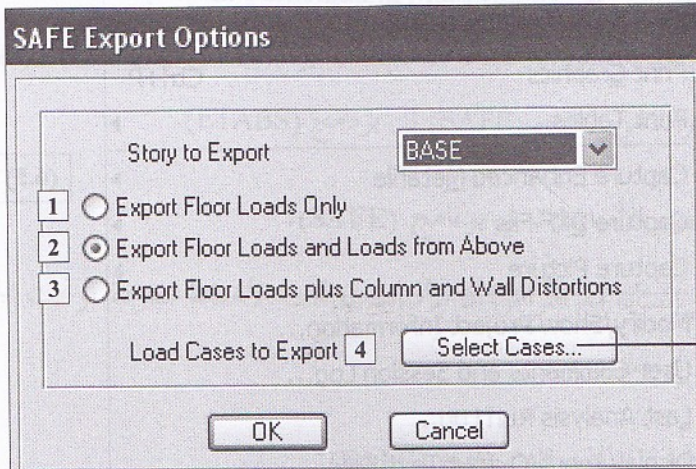 SAFE Export Options
Story to Export BASE
1 Export Floor Loads Only
2 Export Floor Loads and Loads from Above
3 Export Floor Loads plus Column and Wall Distortions
Load Cases to Export 4 Select Cases...
OK Cancel